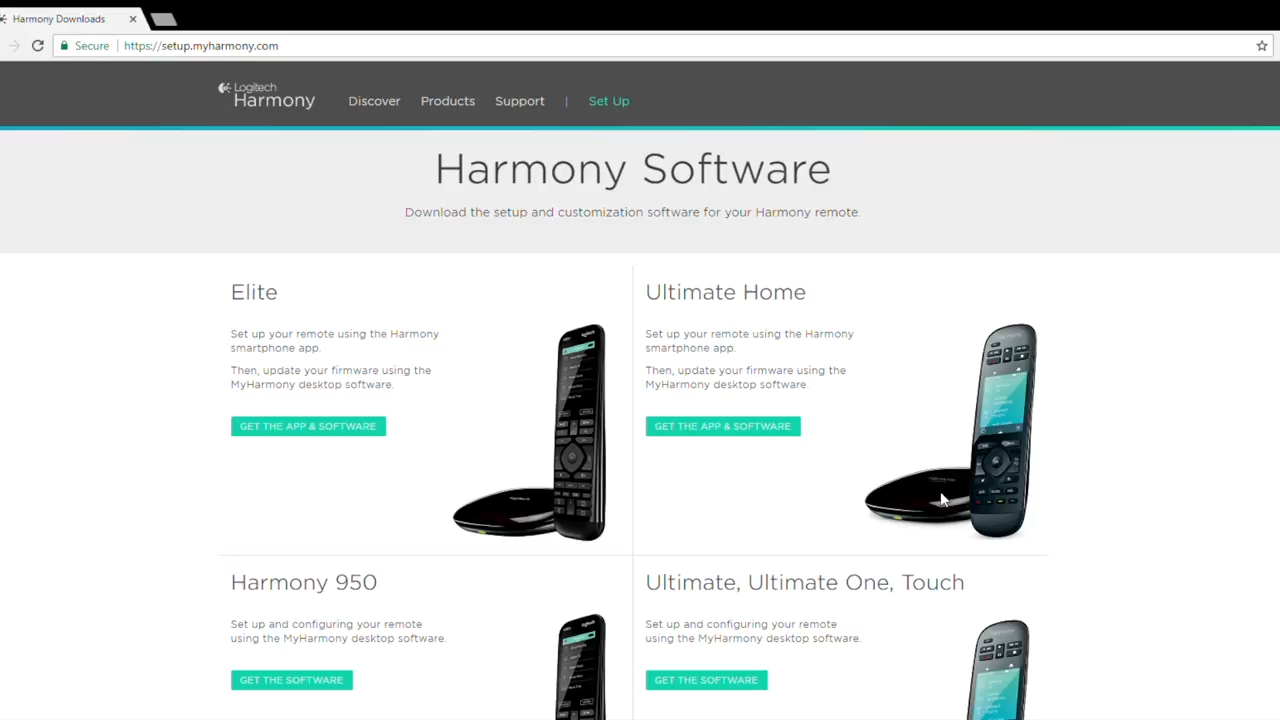 Harmony Downloads
Secure
https://setup.myharmony.com
Logitech
Harmony
Discover
Products
Support
|
Set Up
Harmony Software
Download the setup and customization software for your Harmony remote.
Elite
Set up your remote using the Harmony
smartphone app.
Then, update your firmware using the
MyHarmony desktop software.
GET THE APP & SOFTWARE
Ultimate Home
Set up your remote using the Harmony
smartphone app.
Then, update your firmware using the
MyHarmony desktop software.
GET THE APP & SOFTWARE
Harmony 950
Set up and configuring your remote
using the MyHarmony desktop software.
GET THE SOFTWARE
Ultimate, Ultimate One, Touch
Set up and configuring your remote
using the MyHarmony desktop software.
GET THE SOFTWARE